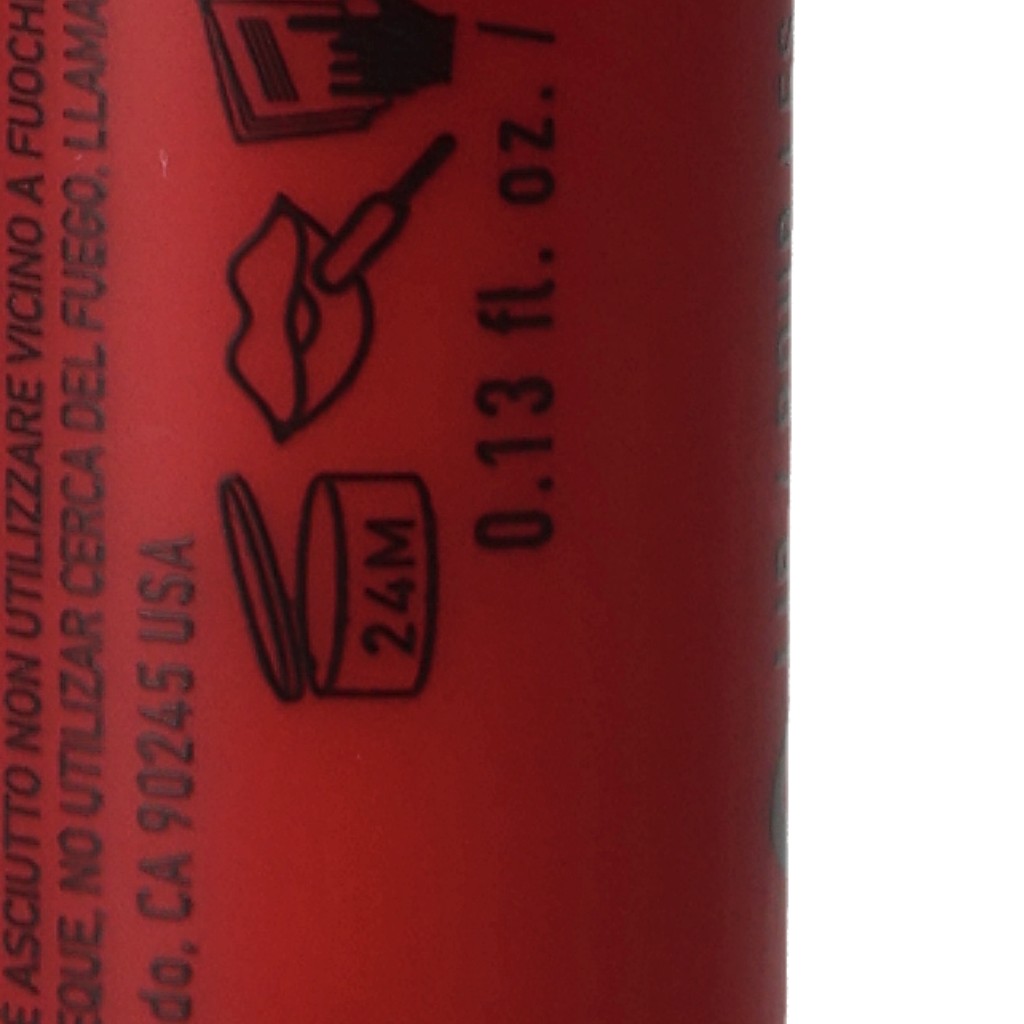 E ASCIUTTO NON UTILIZZARE VICINO A FUOCHI
EQUE. NO UTILIZAR CERCA DEL FUEGO, LLAMA
do, CA 90245 USA
24M
0.13 fl. oz. /